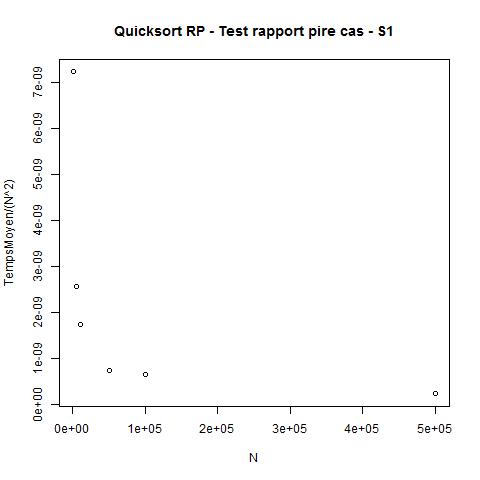 Quicksort RP - Test rapport pire cas - S1
TempsMoyen/(N^2)
7e-09
6e-09
5e-09
4e-09
3e-09
2e-09
1e-09
0e+00
0e+00 1e+05 2e+05 3e+05 4e+05 5e+05
N